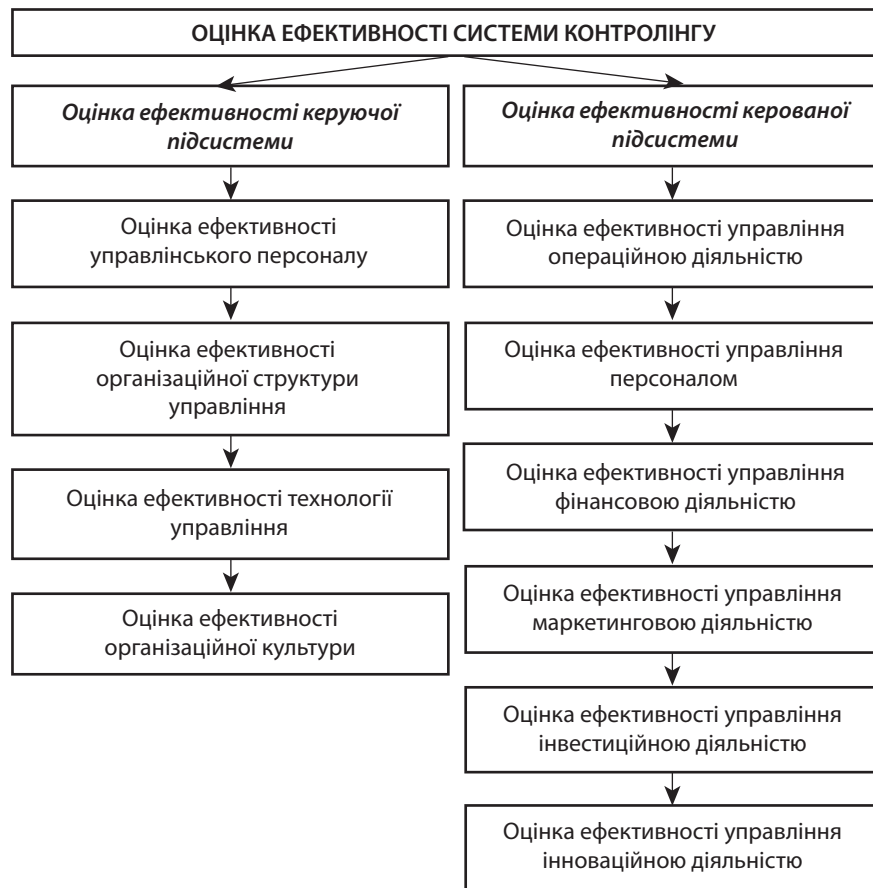 ОЦІНКА ЕФЕКТИВНОСТІ СИСТЕМИ КОНТРОЛІНГУ
Оцінка ефективності керуючої
підсистеми
Оцінка ефективності
управлінського персоналу
Оцінка ефективності
організаційної структури
управління
Оцінка ефективності технології
управління
Оцінка ефективності
організаційної культури
Оцінка ефективності керованої
підсистеми
Оцінка ефективності управління
операційною діяльністю
Оцінка ефективності управління
персоналом
Оцінка ефективності управління
фінансовою діяльністю
Оцінка ефективності управління
маркетинговою діяльністю
Оцінка ефективності управління
інвестиційною діяльністю
Оцінка ефективності управління
інноваційною діяльністю